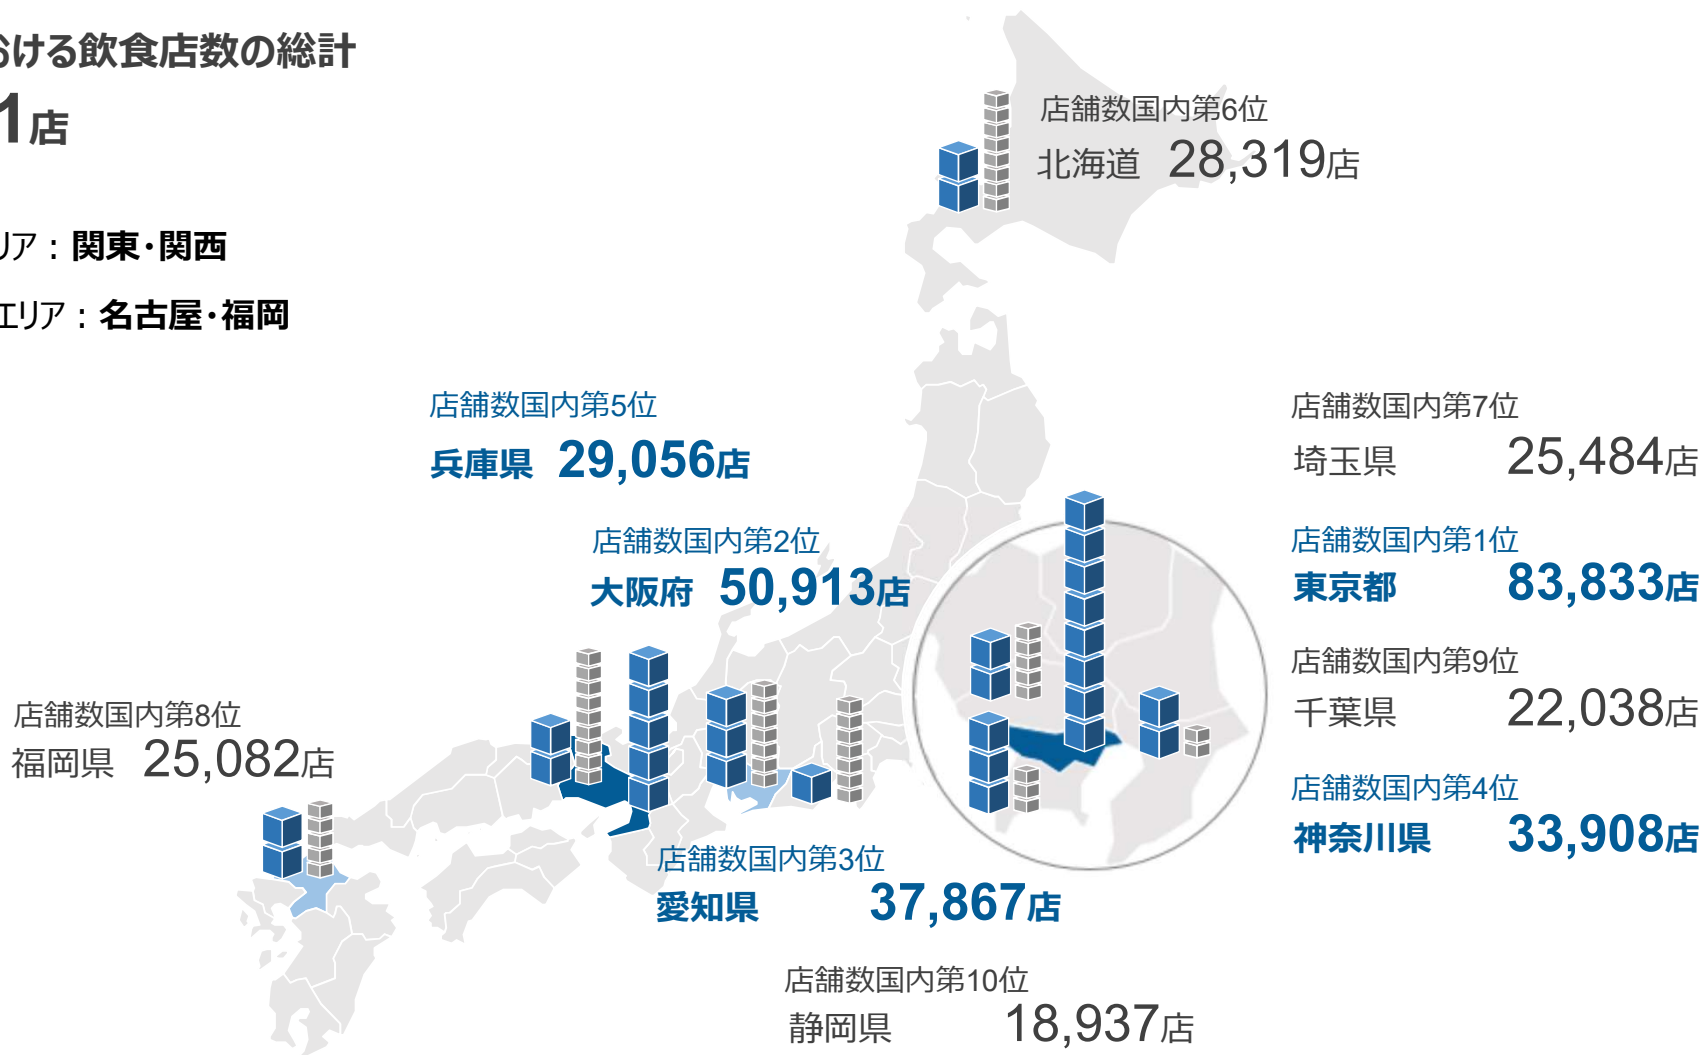 おける飲食店数の総計
1店
リア：関東・関西
エリア：名古屋・福岡
店舗数国内第6位
北海道 28,319店
店舗数国内第5位
兵庫県 29,056店
店舗数国内第7位
埼玉県 25,484店
店舗数国内第2位
大阪府 50,913店
店舗数国内第1位
東京都 83,833店
店舗数国内第9位
千葉県 22,038店
店舗数国内第8位
福岡県 25,082店
店舗数国内第4位
神奈川県 33,908店
店舗数国内第3位
愛知県 37,867店
店舗数国内第10位
静岡県 18,937店